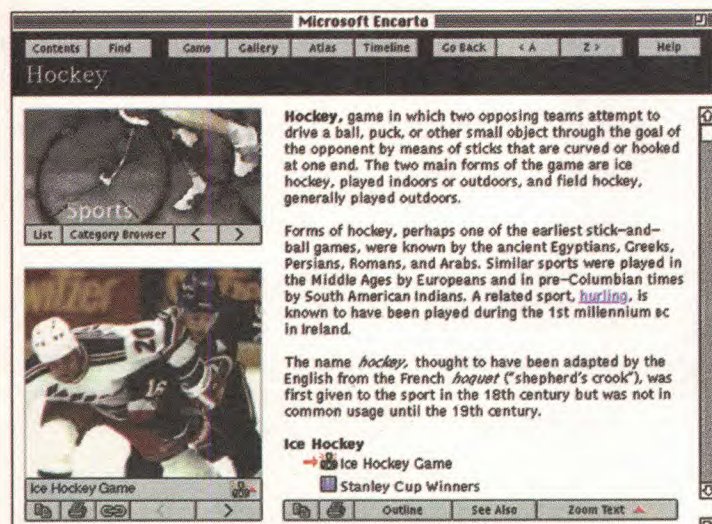 Microsoft Encarta
Contents Find Game Gallery Atlas Timeline Go Back < A Z > Help
Hockey
Sports
List Category Browser < >
Hockey, game in which two opposing teams attempt to
drive a ball, puck, or other small object through the goal of
the opponent by means of sticks that are curved or hooked
at one end. The two main forms of the game are ice
hockey, played indoors or outdoors, and field hockey,
generally played outdoors.
Forms of hockey, perhaps one of the earliest stick-and-
ball games, were known by the ancient Egyptians, Greeks,
Persians, Romans, and Arabs. Similar sports were played in
the Middle Ages by Europeans and in pre-Columbian times
by South American Indians. A related sport, hurling, is
known to have been played during the 1st millennium BC
in Ireland.
The name hockey, thought to have been adapted by the
English from the French hoquet ("shepherd's crook"), was
first given to the sport in the 18th century but was not in
common usage until the 19th century.
Ice Hockey
Ice Hockey Game
Stanley Cup Winners
20
16
Ice Hockey Game
< >
Outline See Also Zoom Text